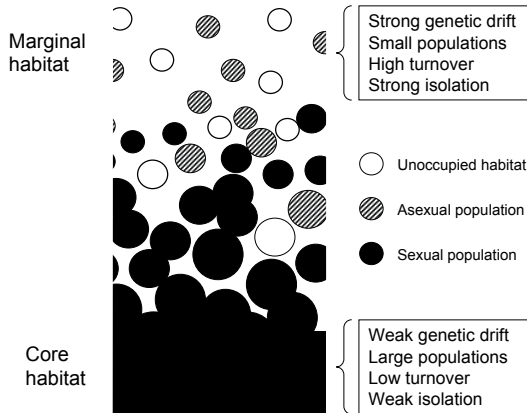 Marginal
habitat
Strong genetic drift
Small populations
High turnover
Strong isolation
Unoccupied habitat
Asexual population
Sexual population
Core
habitat
Weak genetic drift
Large populations
Low turnover
Weak isolation